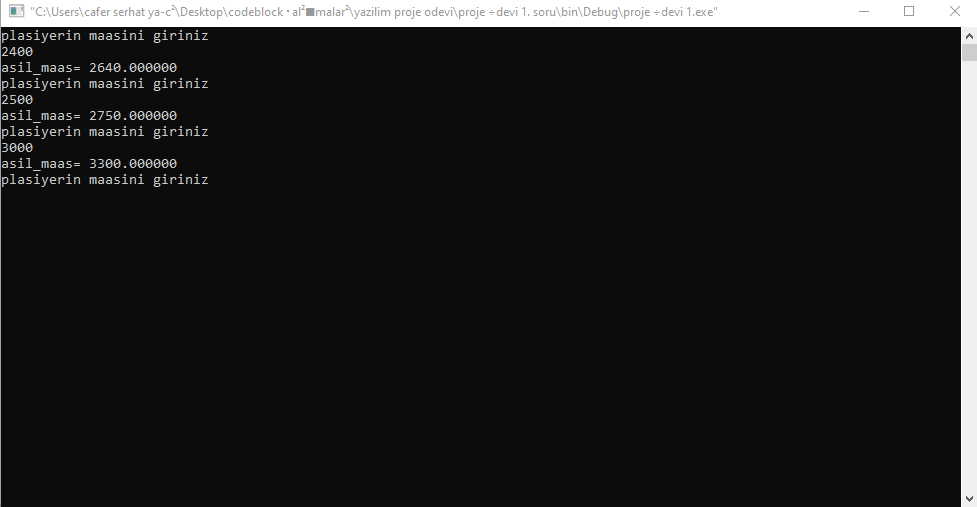 "C:\Users\cafer serhat ya-c²\Desktop\codeblock ·al²■malar²\yazilim proje odevi\proje ÷devi 1. soru\bin\Debug\proje ÷devi 1.exe"
plasiyerin maasini giriniz
2400
asil_maas= 2640.000000
plasiyerin maasini giriniz
2500
asil_maas= 2750.000000
plasiyerin maasini giriniz
3000
asil_maas= 3300.000000
plasiyerin maasini giriniz